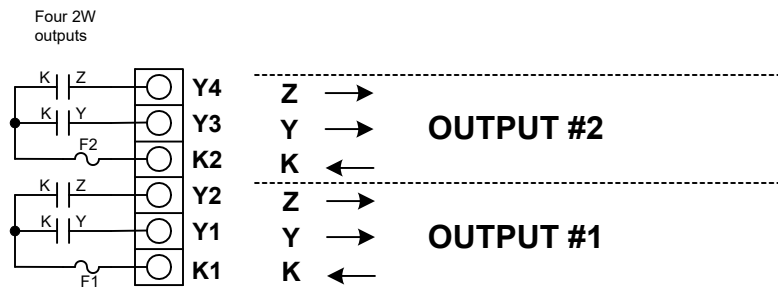 Four 2W
outputs
K Z Y4 Z
K Y Y3 Y OUTPUT #2
F2 K2 K
K Z Y2 Z
K Y Y1 Y OUTPUT #1
F1 K1 K